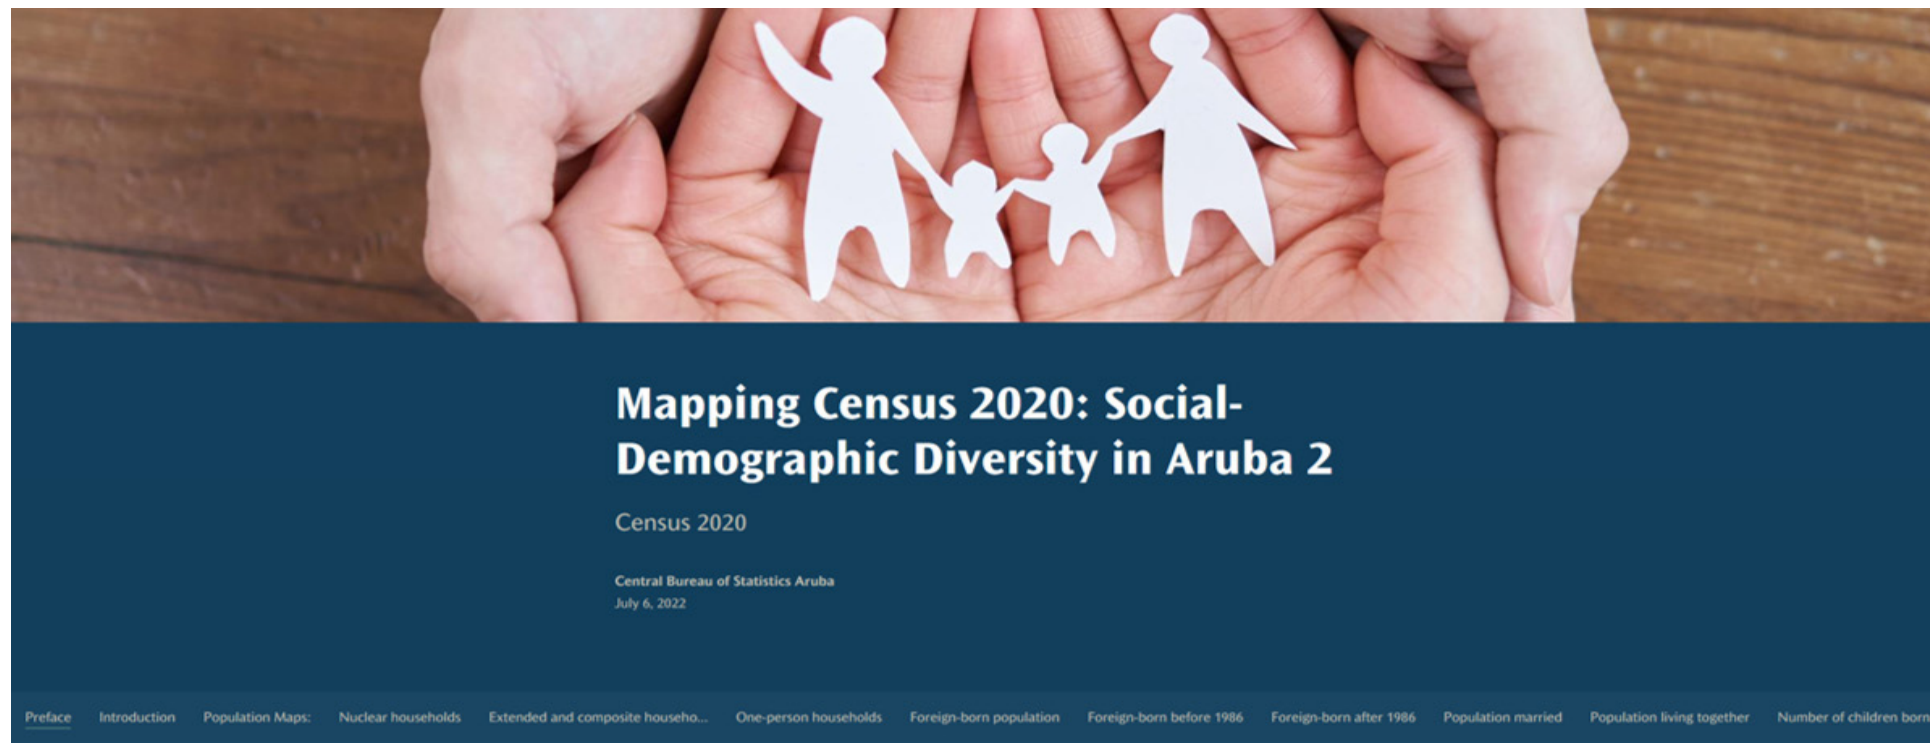 Mapping Census 2020: Social-
Demographic Diversity in Aruba 2
Census 2020
Central Bureau of Statistics Aruba
July 6, 2022
Preface Introduction Population Maps: Nuclear households Extended and composite househo... One-person households Foreign-born population Foreign-born before 1986 Foreign-born after 1986 Population married Population living together Number of children born